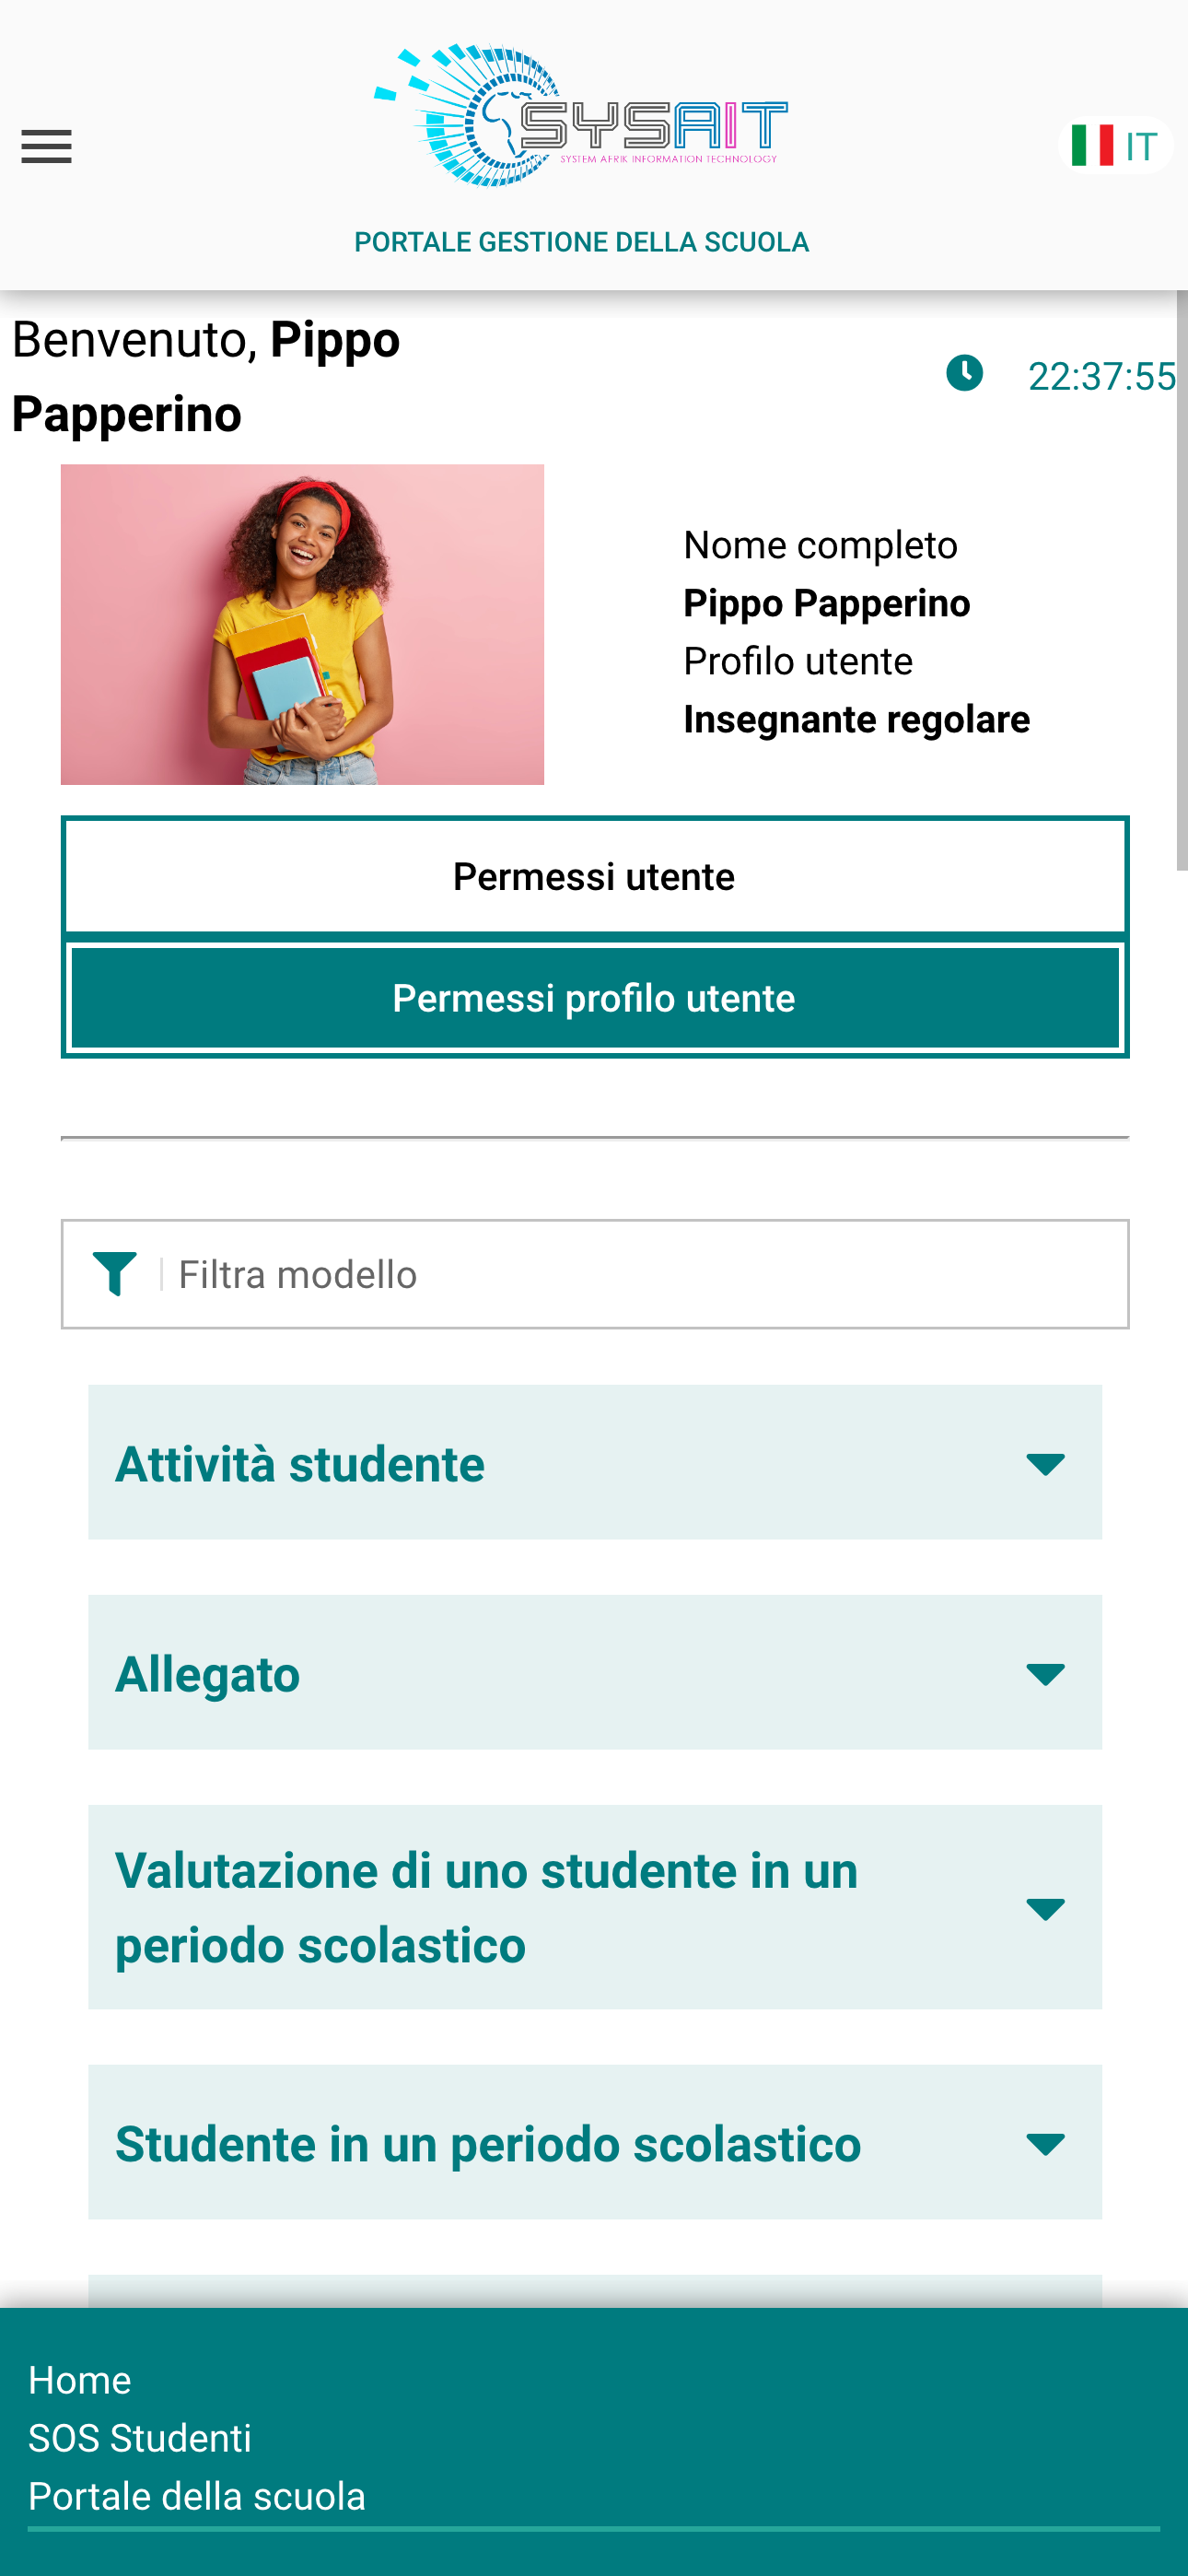 SYSAIT
SYSTEM AFRIK INFORMATION TECHNOLOGY
IT
PORTALE GESTIONE DELLA SCUOLA
Benvenuto, Pippo
Papperino
22:37:55
Nome completo
Pippo Papperino
Profilo utente
Insegnante regolare
Permessi utente
Permessi profilo utente
Filtra modello
Attività studente
Allegato
Valutazione di uno studente in un
periodo scolastico
Studente in un periodo scolastico
Home
SOS Studenti
Portale della scuola